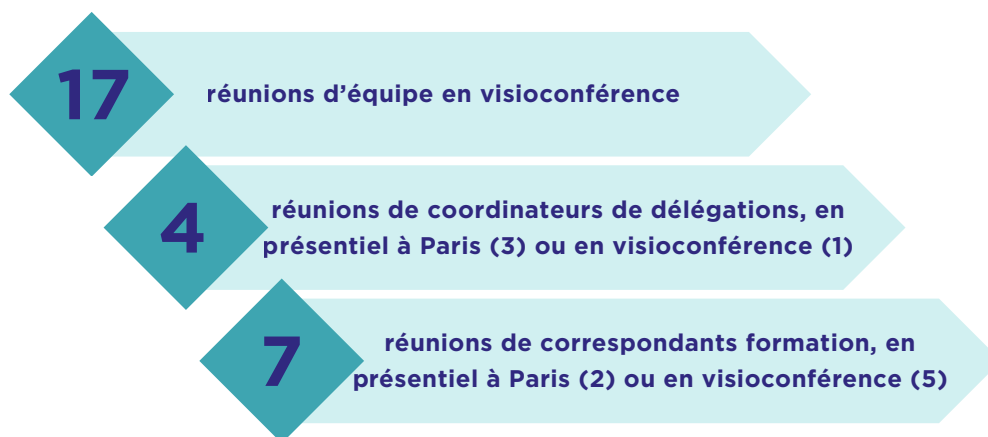 17
réunions d’équipe en visioconférence
4
réunions de coordinateurs de délégations, en
présentiel à Paris (3) ou en visioconférence (1)
7
réunions de correspondants formation, en
présentiel à Paris (2) ou en visioconférence (5)